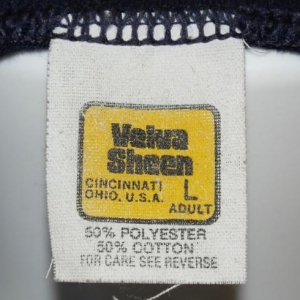 Velva
Sheen
CINCINNATI
OHIO. U.S.A.
L
ADULT
50% POLYESTER
50% COTTON
FOR CARE SEE REVERSE